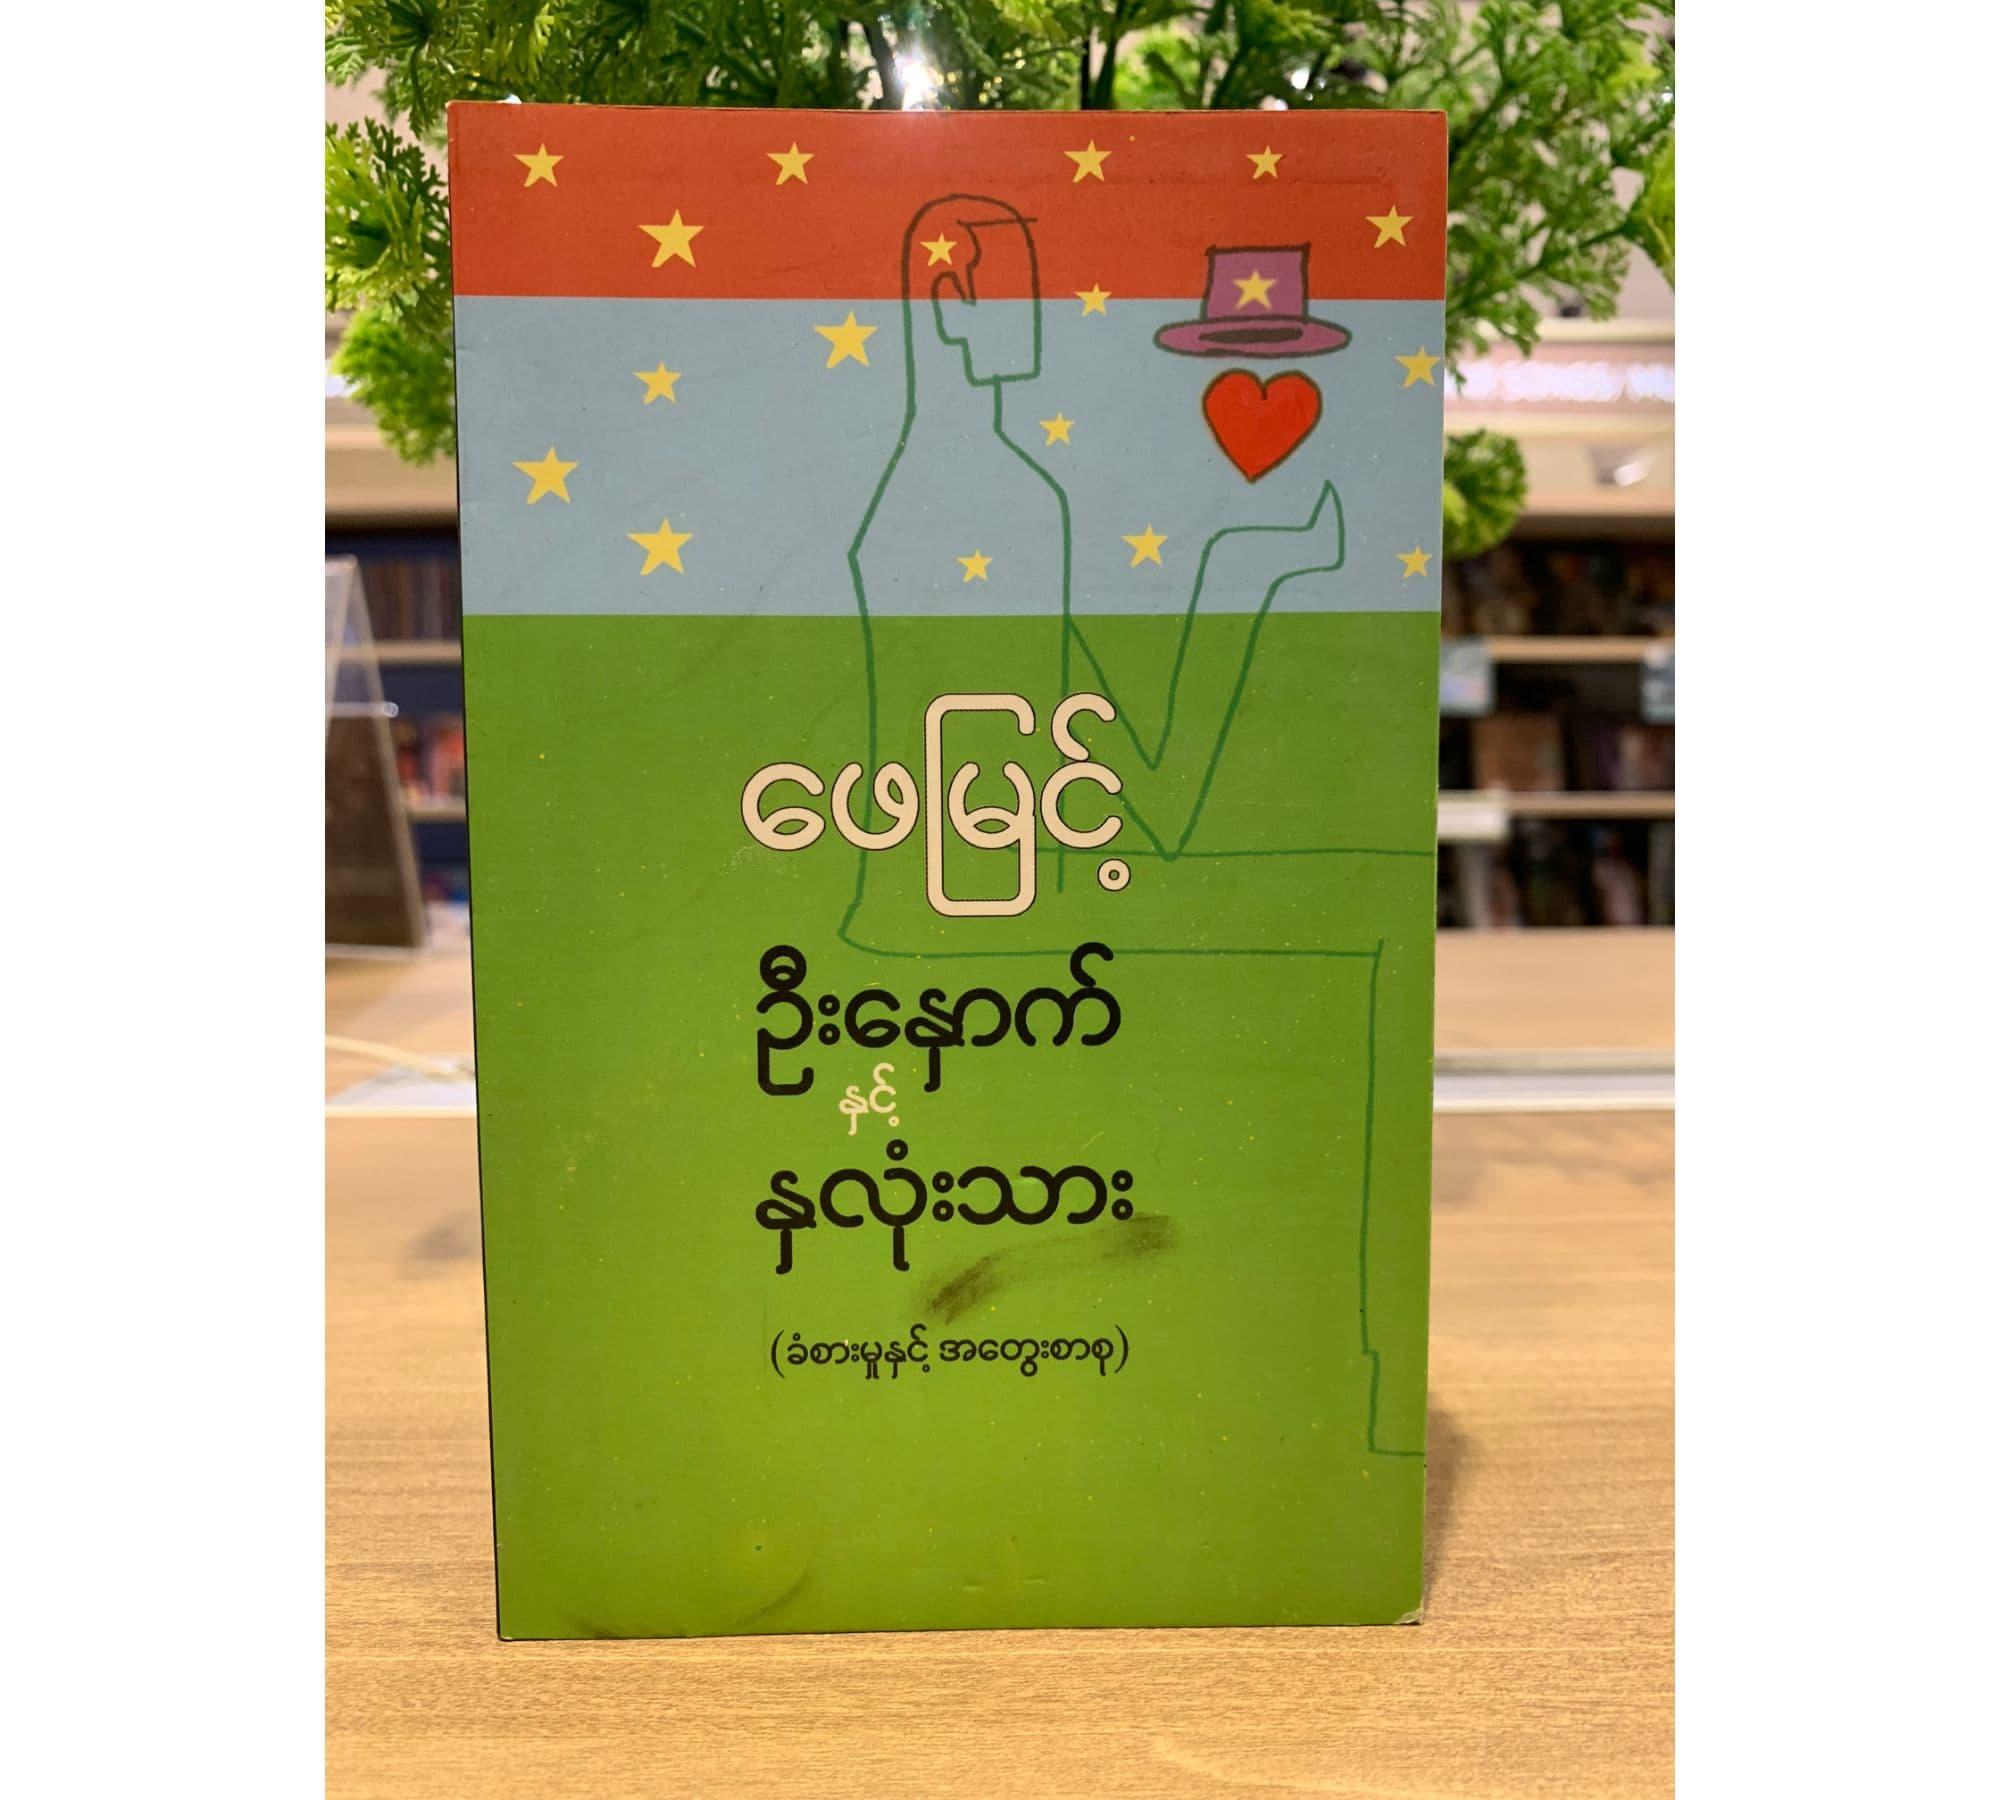 ဖေမြင့်
ဦးနှောက်
နှင့်
နှလုံးသား
(ခံစားမှုနှင့် အတွေးစာစု)